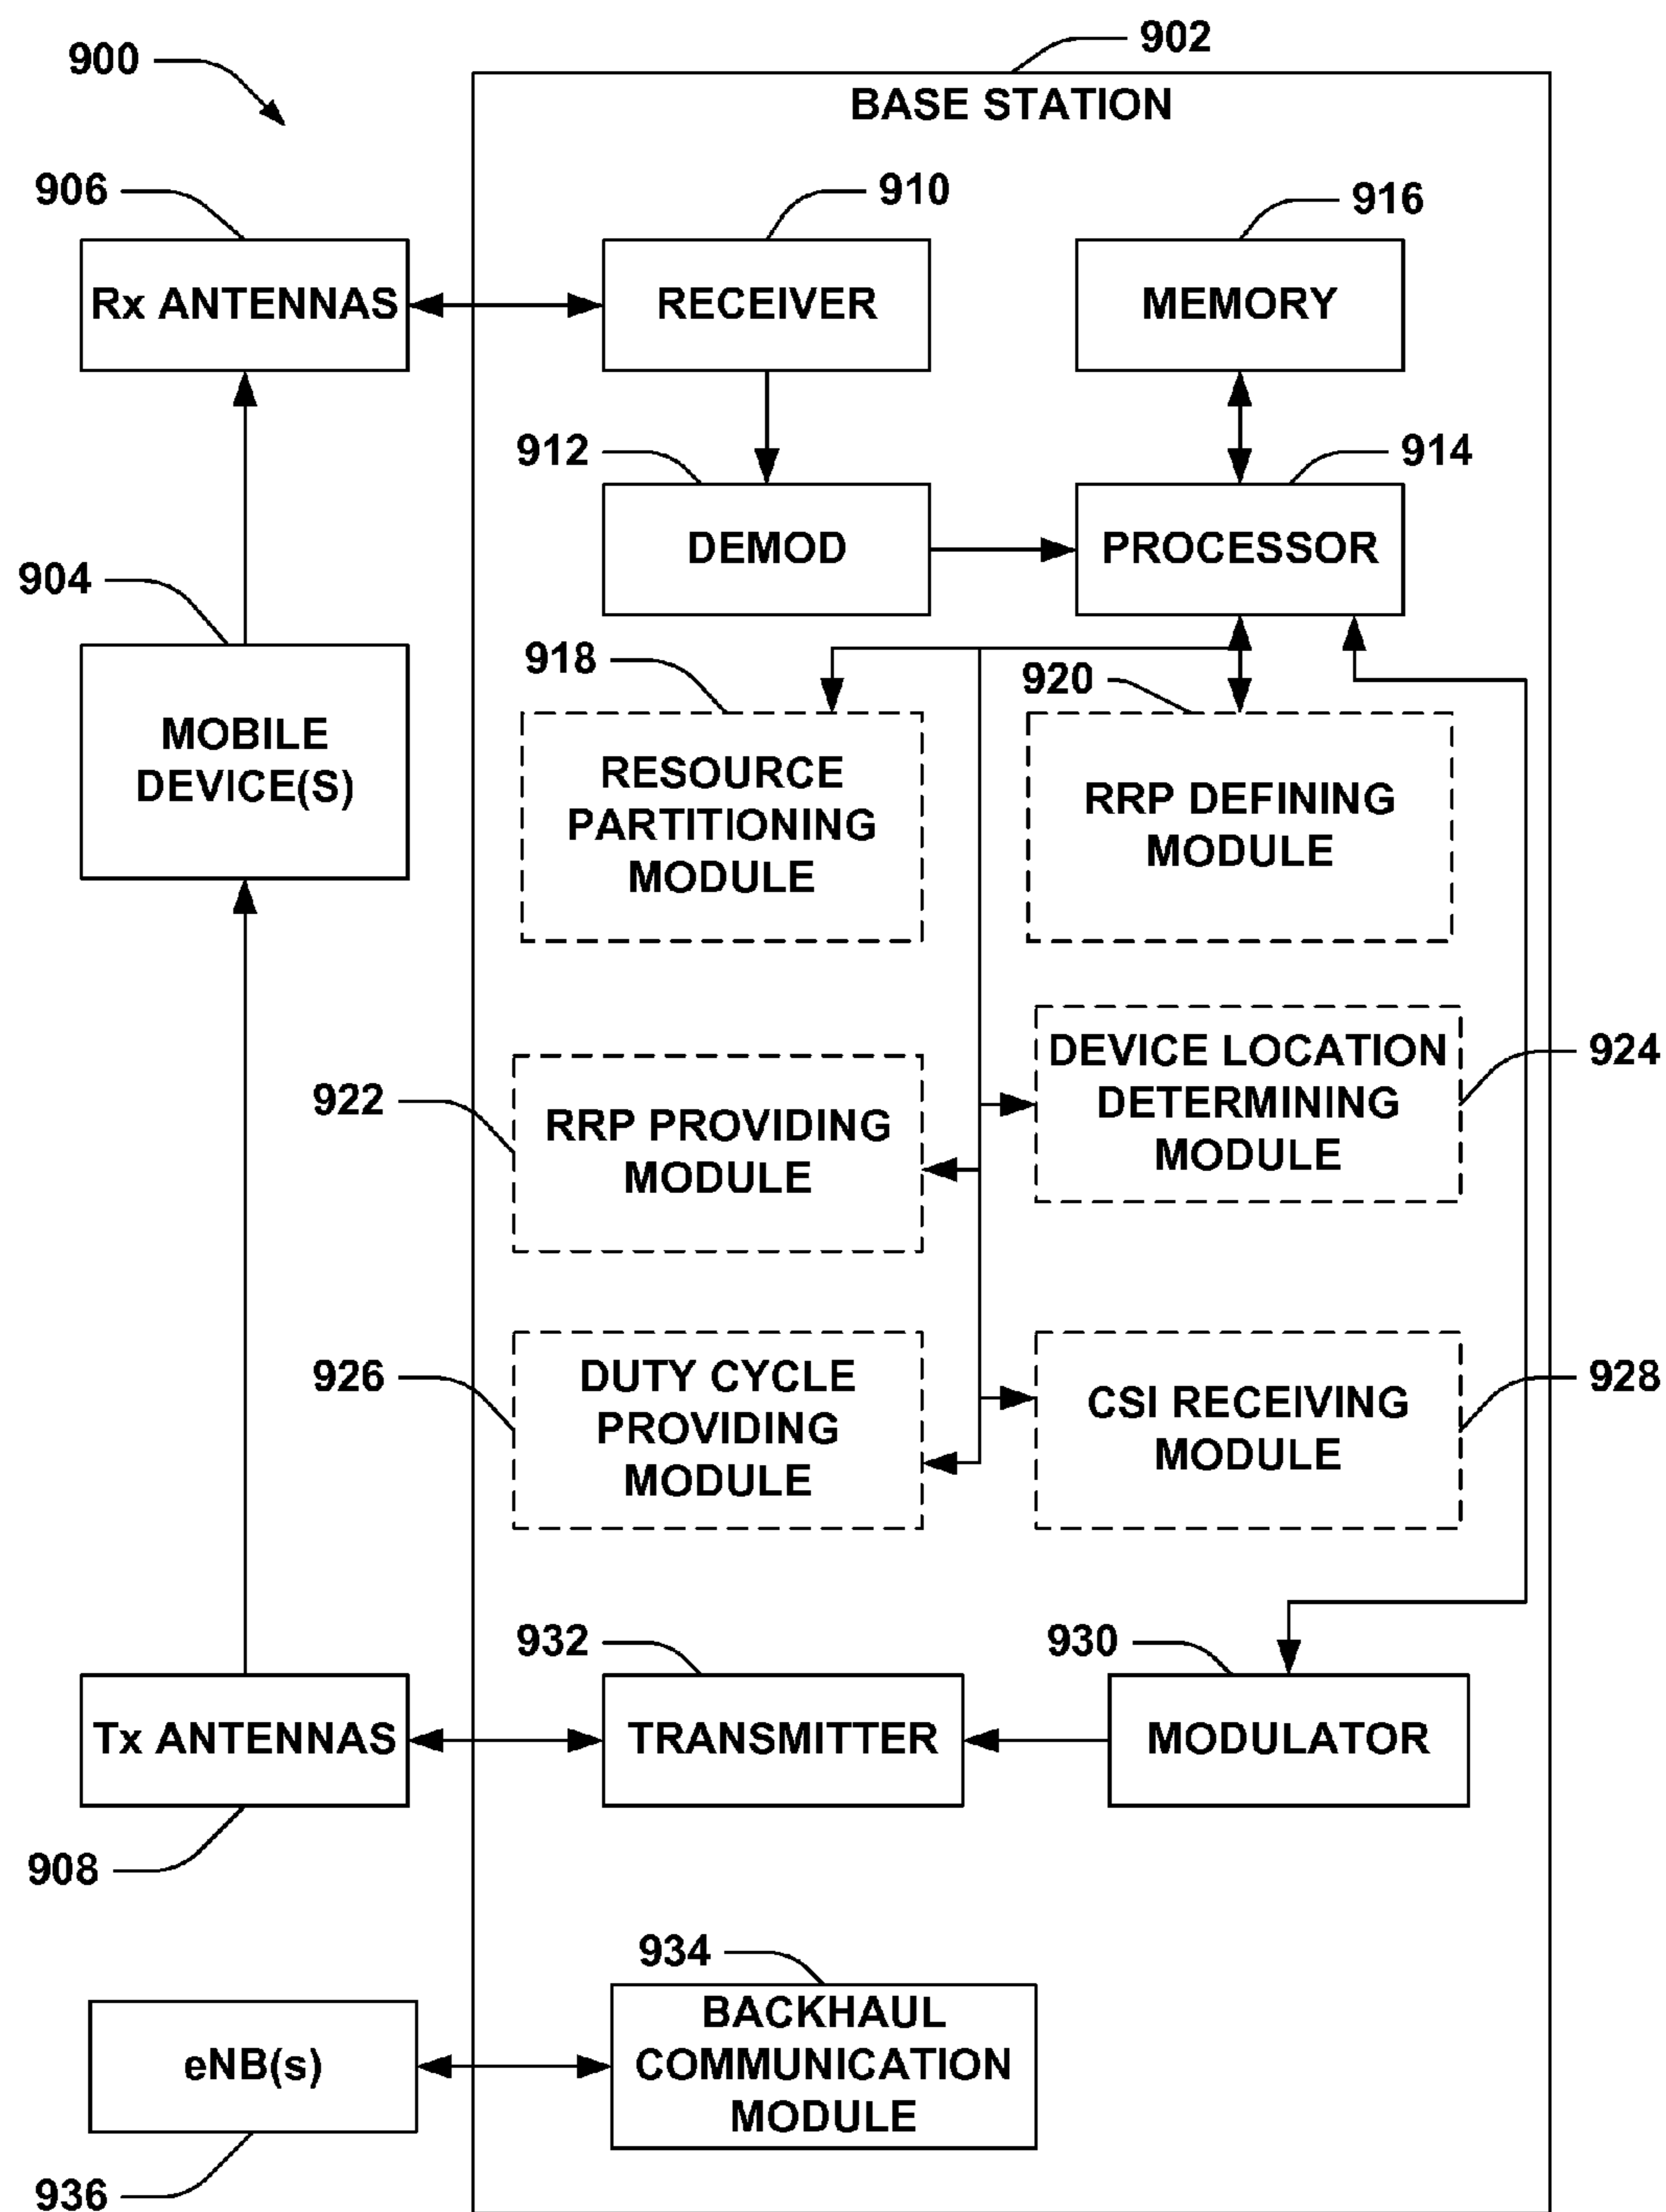 902
900
BASE STATION
906
910
916
Rx ANTENNAS
RECEIVER
MEMORY
912
914
DEMOD
PROCESSOR
904
918
920
MOBILE
DEVICE(S)
RESOURCE
PARTITIONING
MODULE
RRP DEFINING
MODULE
922
RRP PROVIDING
MODULE
DEVICE LOCATION
DETERMINING
MODULE
924
926
DUTY CYCLE
PROVIDING
MODULE
CSI RECEIVING
MODULE
928
932
930
Tx ANTENNAS
TRANSMITTER
MODULATOR
908
934
eNB(s)
BACKHAUL
COMMUNICATION
MODULE
936